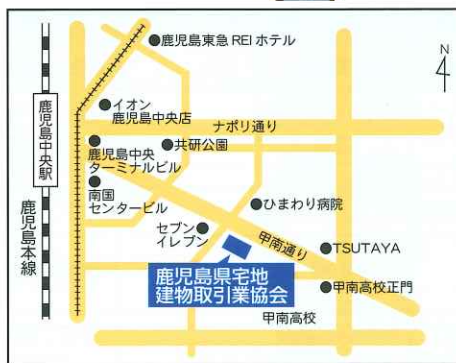 鹿児島東急REIホテル
N
イオン
鹿児島中央店
ナポリ通り
鹿児島中央駅
鹿児島中央
ターミナルビル
共研公園
南国
センタービル
ひまわり病院
鹿児島本線
セブン
イレブン
甲南通り
TSUTAYA
鹿児島県宅地
建物取引業協会
甲南高校正門
甲南高校